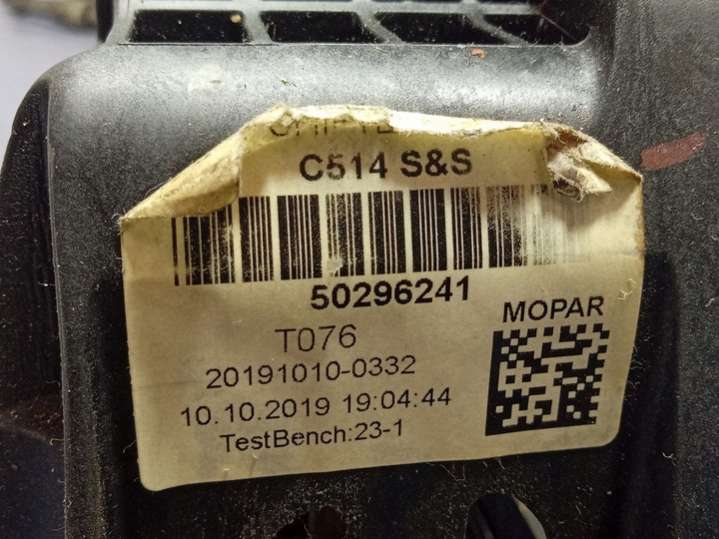 C514 S&S
50296241
MOPAR
T076
20191010-0332
10.10.2019 19:04:44
TestBench:23-1